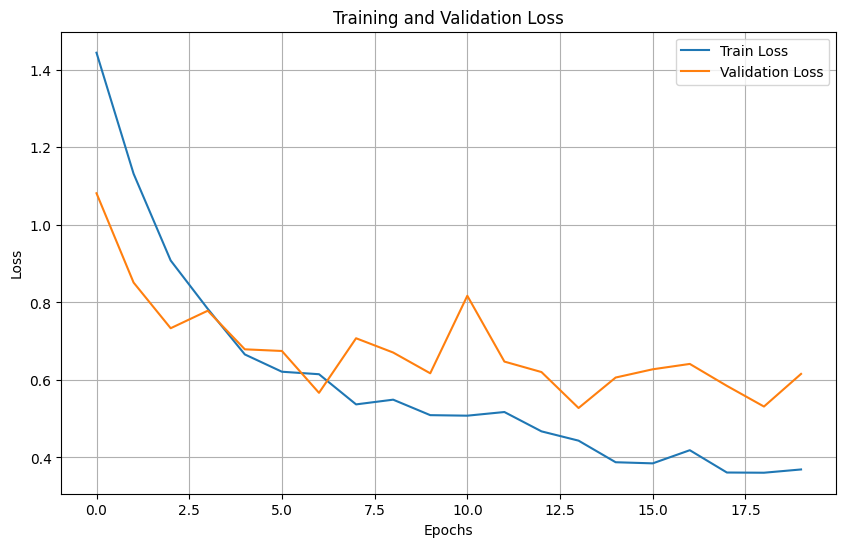 Training and Validation Loss
Train Loss
Validation Loss
1.4
1.2
1.0
0.8
0.6
0.4
Loss
0.0 2.5 5.0 7.5 10.0 12.5 15.0 17.5
Epochs